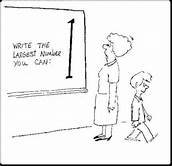 WRITE THE
LARGEST NUMBER
YOU CAN:
1